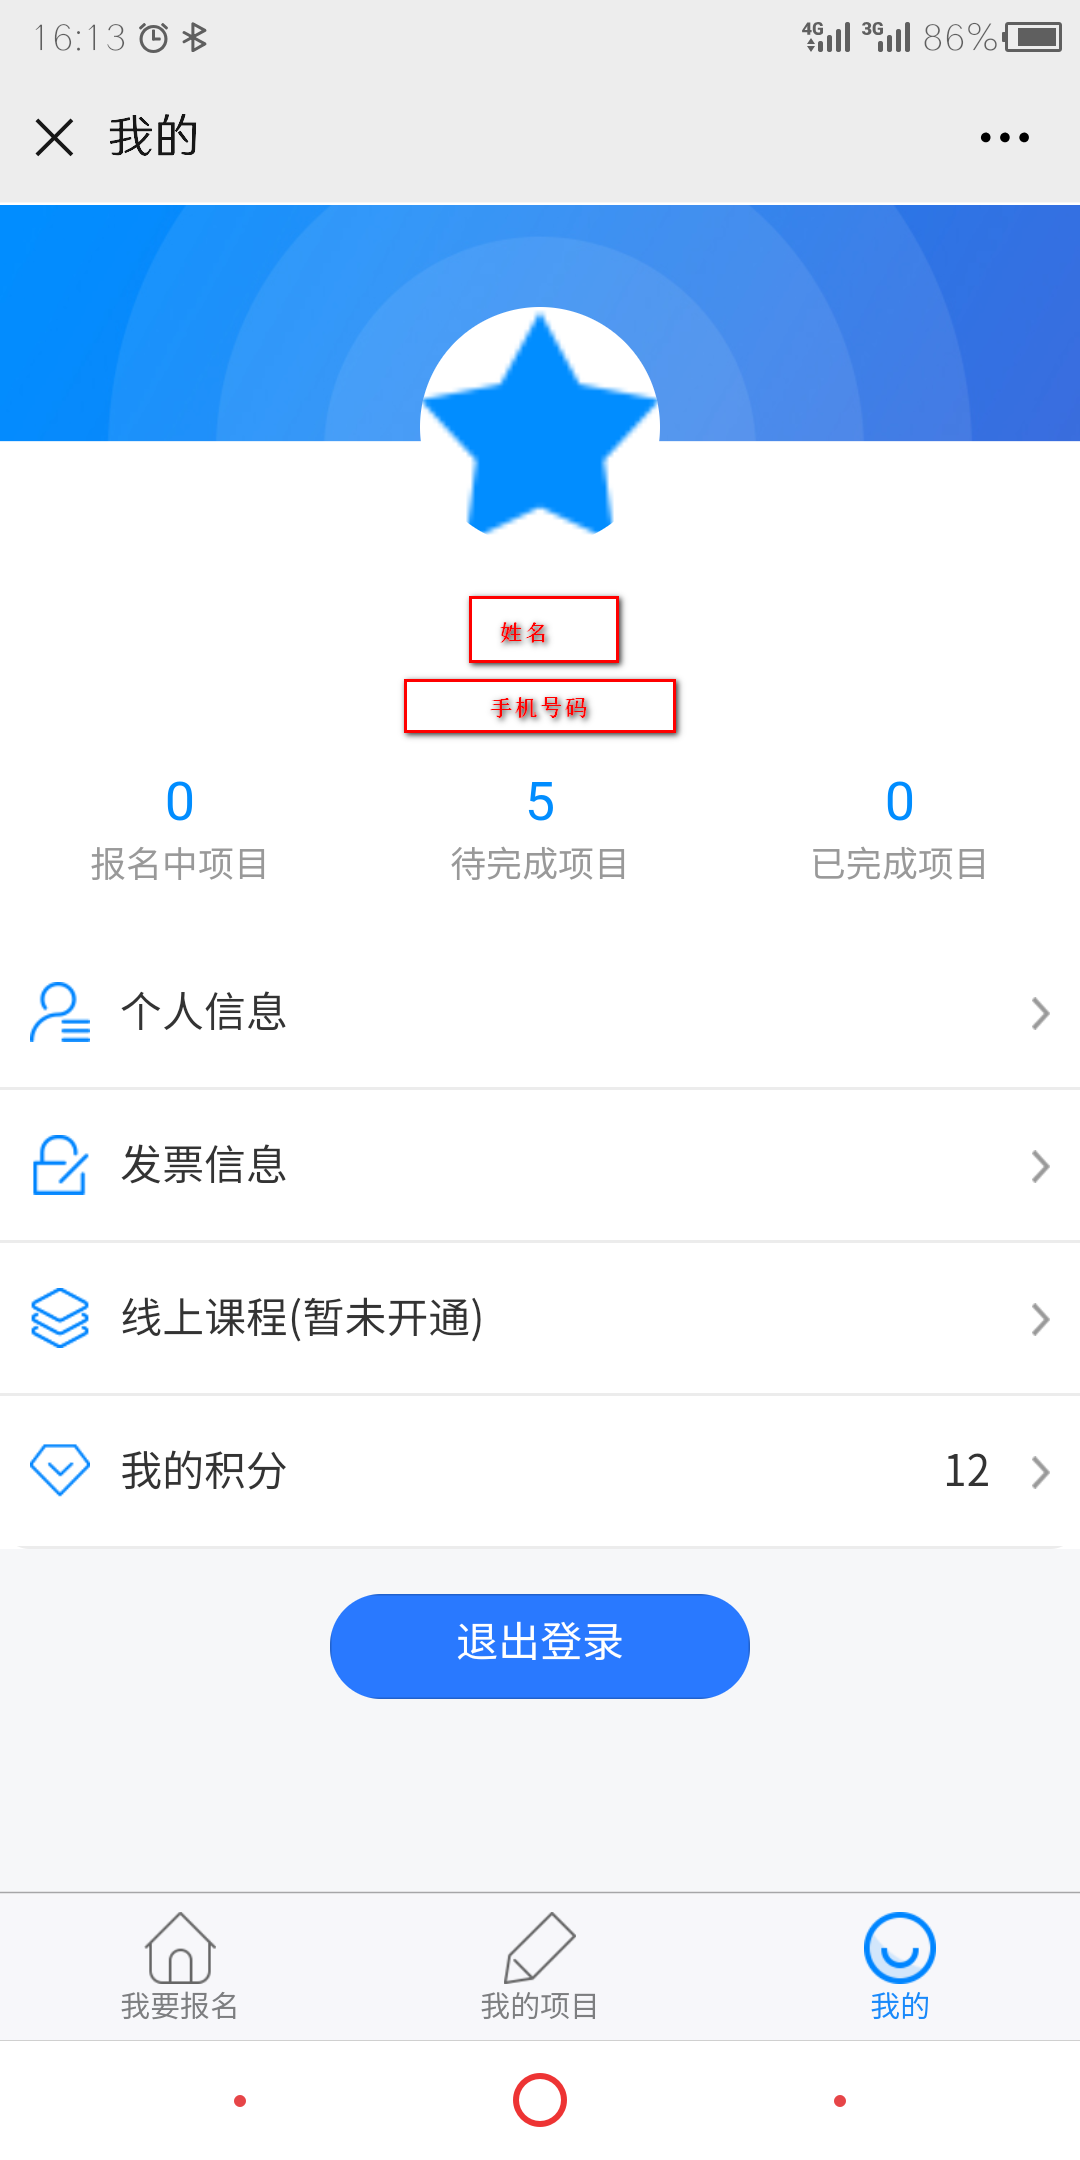 16:13
4G 3G 86%
我的
姓名
手机号码
0 5 0
报名中项目 待完成项目 已完成项目
个人信息
发票信息
线上课程(暂未开通)
我的积分 12
退出登录
我要报名 我的项目 我的